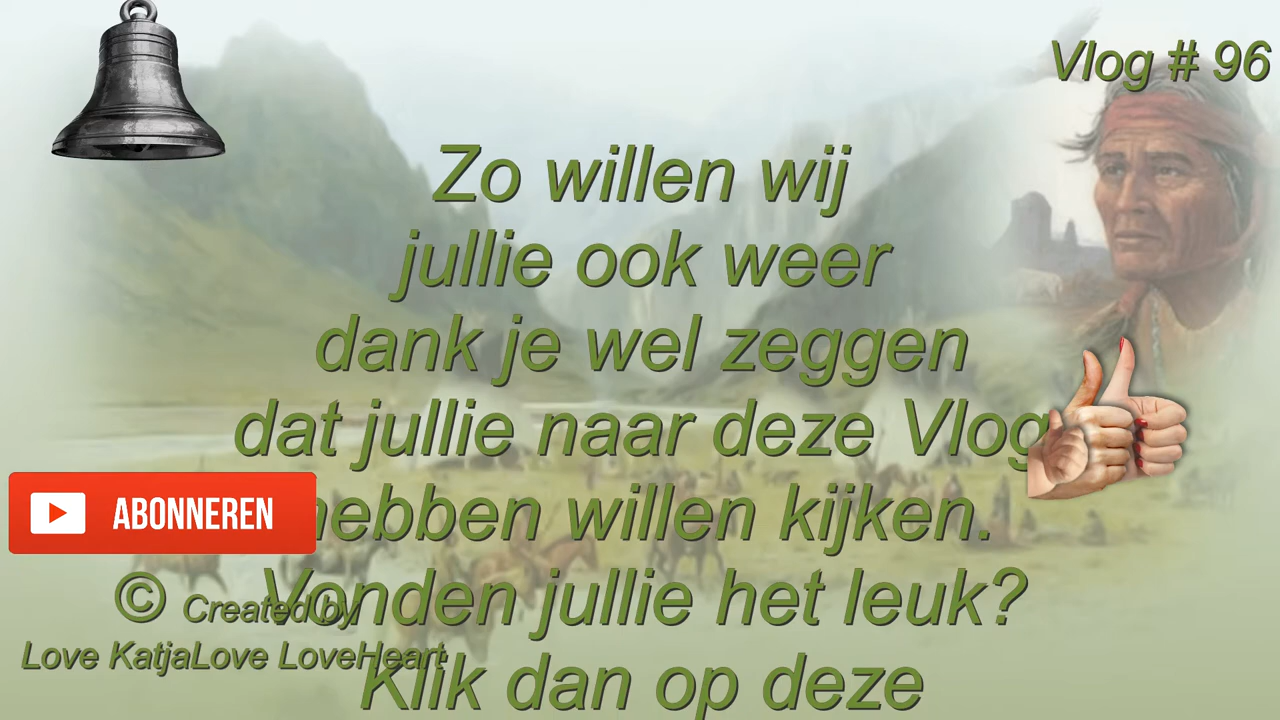 Vlog # 96
Zo willen wij
jullie ook weer
dank je wel zeggen
dat jullie naar deze Vlog
hebben willen kijken.
ABONNEREN
Vonden jullie het leuk?
© Created by
Love KatjaLove LoveHeart
Klik dan op deze